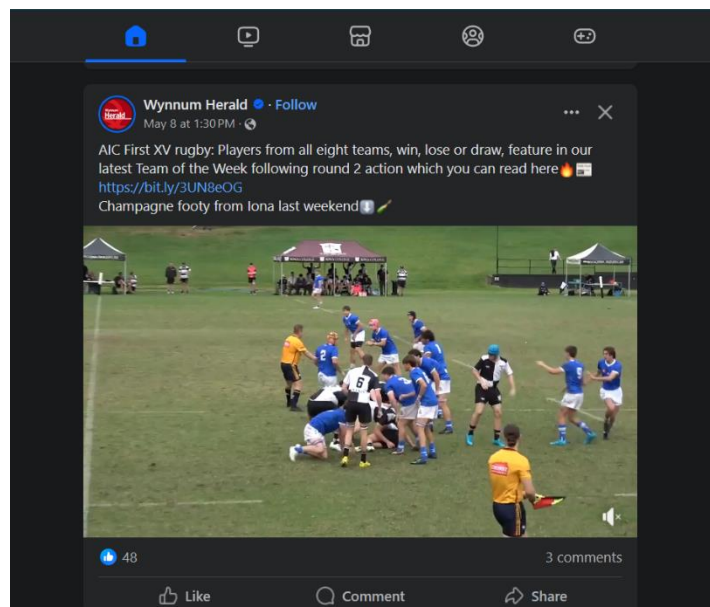 Wynnum Herald · Follow
May 8 at 1:30 PM ·
AIC First XV rugby: Players from all eight teams, win, lose or draw, feature in our
latest Team of the Week following round 2 action which you can read here🔥📰
https://bit.ly/3UN8eOG
Champagne footy from Iona last weekend⬇️🍾
Herald
2
6
48
3 comments
Like
Comment
Share